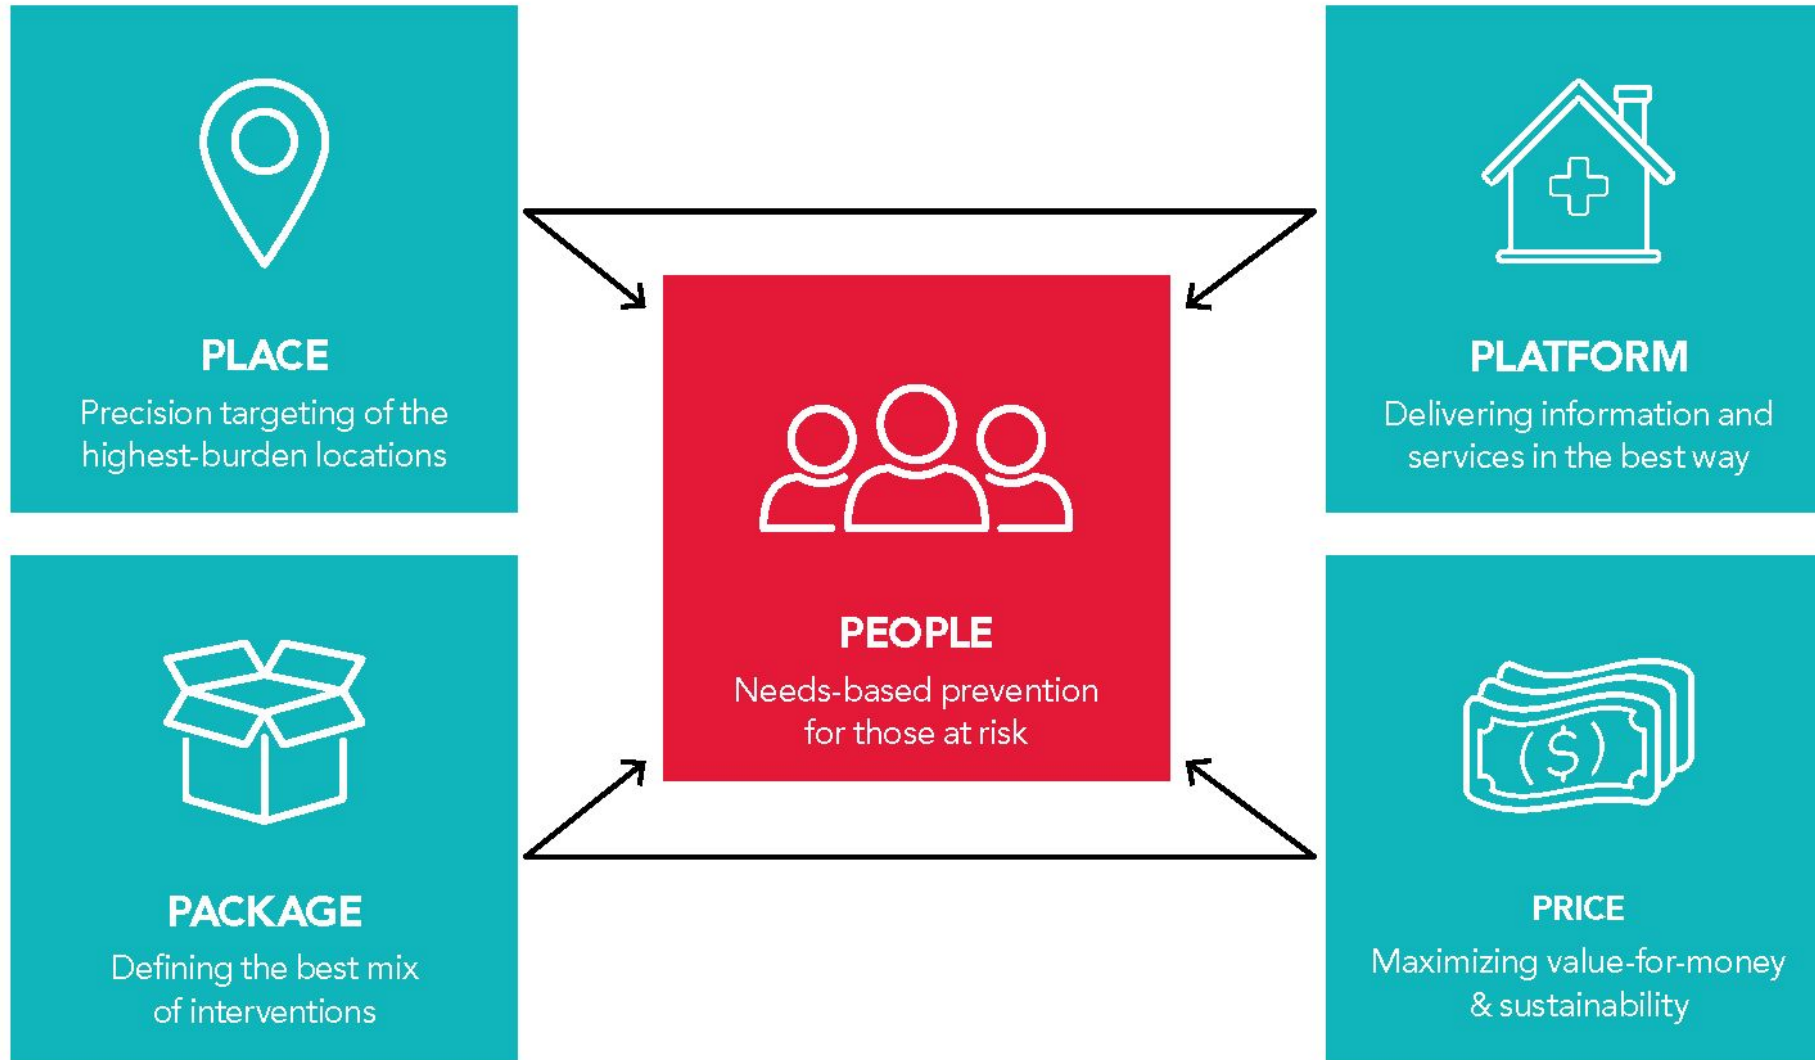 PLACE
Precision targeting of the
highest-burden locations
PLATFORM
Delivering information and
services in the best way
PEOPLE
Needs-based prevention
for those at risk
PACKAGE
Defining the best mix
of interventions
($)
PRICE
Maximizing value-for-money
& sustainability